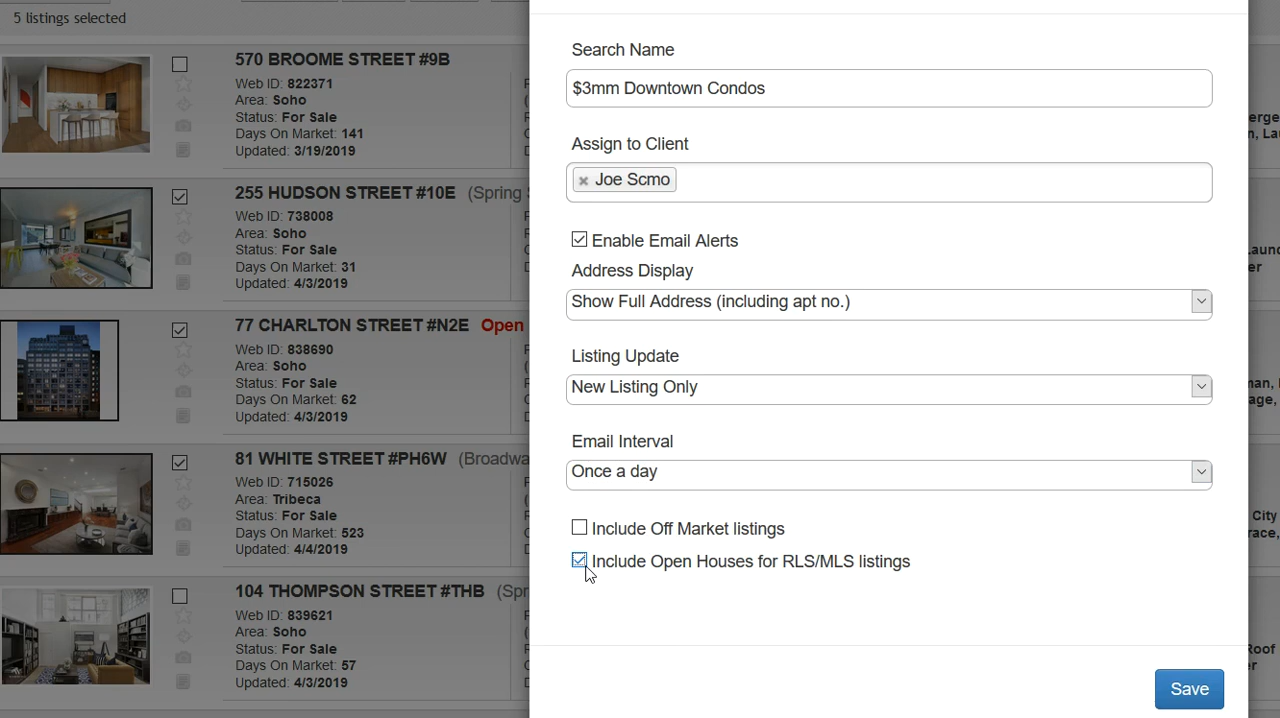 5 listings selected
570 BROOME STREET #9B
Web ID: 822371
Area: Soho
Status: For Sale
Days On Market: 141
Updated: 3/19/2019
255 HUDSON STREET #10E (Spring
Web ID: 738008
Area: Soho
Status: For Sale
Days On Market: 31
Updated: 4/3/2019
77 CHARLTON STREET #N2E Open
Web ID: 838690
Area: Soho
Status: For Sale
Days On Market: 62
Updated: 4/3/2019
81 WHITE STREET #PH6W (Broadwa
Web ID: 715026
Area: Tribeca
Status: For Sale
Days On Market: 523
Updated: 4/4/2019
104 THOMPSON STREET #THB (Spr
Web ID: 839621
Area: Soho
Status: For Sale
Days On Market: 57
Updated: 4/3/2019
Search Name
$3mm Downtown Condos
Assign to Client
× Joe Scmo
Enable Email Alerts
Address Display
Show Full Address (including apt no.)
Listing Update
New Listing Only
Email Interval
Once a day
Include Off Market listings
Include Open Houses for RLS/MLS listings
Save
City
Roof